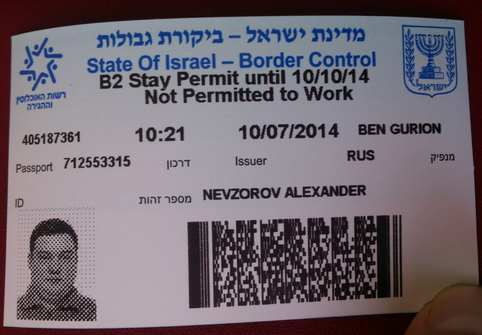 מדינת ישראל – ביקורת גבולות
State Of Israel – Border Control
B2 Stay Permit until 10/10/14
Not Permitted to Work
רשות האוכלוסין
וההגירה
ישראל
405187361 10:21 10/07/2014 BEN GURION
Passport 712553315 דרכון Issuer RUS מנפיק
ID מספר זהות NEVZOROV ALEXANDER